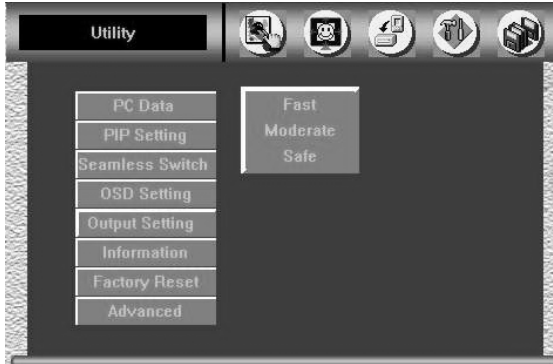 Utility
PC Data
PIP Setting
Seamless Switch
OSD Setting
Output Setting
Information
Factory Reset
Advanced
Fast
Moderate
Safe